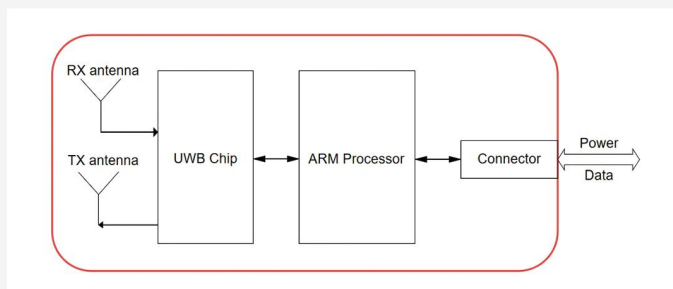 RX antenna
TX antenna
UWB Chip
ARM Processor
Connector
Power
Data